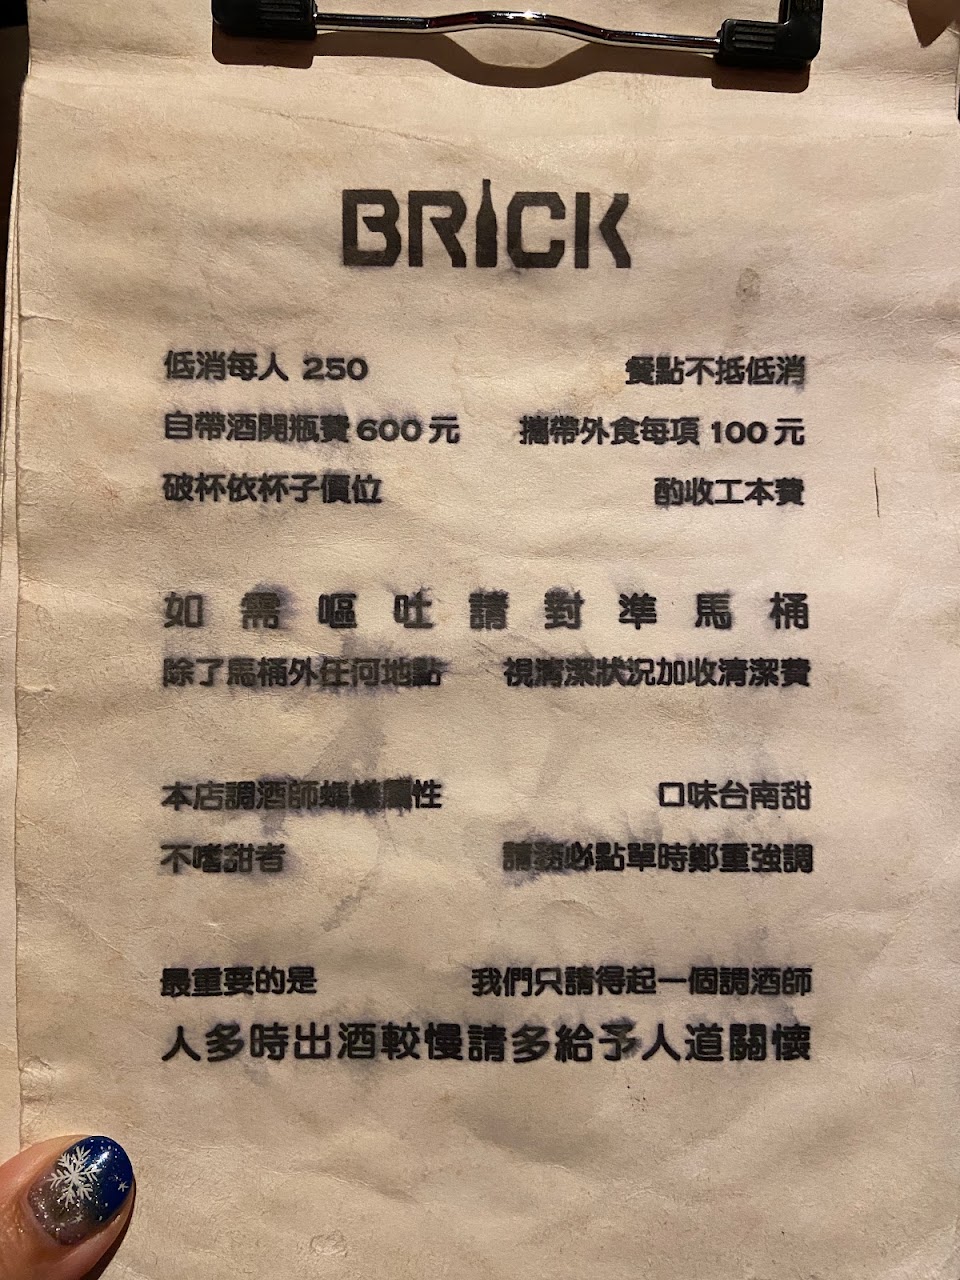 BRICK
低消每人 250 餐點不抵低消
自帶酒開瓶費 600 元 攜帶外食每項 100 元
破杯依杯子價位 酌收工本費
如需嘔吐請對準馬桶
除了馬桶外任何地點 視清潔狀況加收清潔費
本店調酒師螞蟻屬性 口味台南甜
不嗜甜者 請務必點單時鄭重強調
最重要的是 我們只請得起一個調酒師
人多時出酒較慢請多給予人道關懷